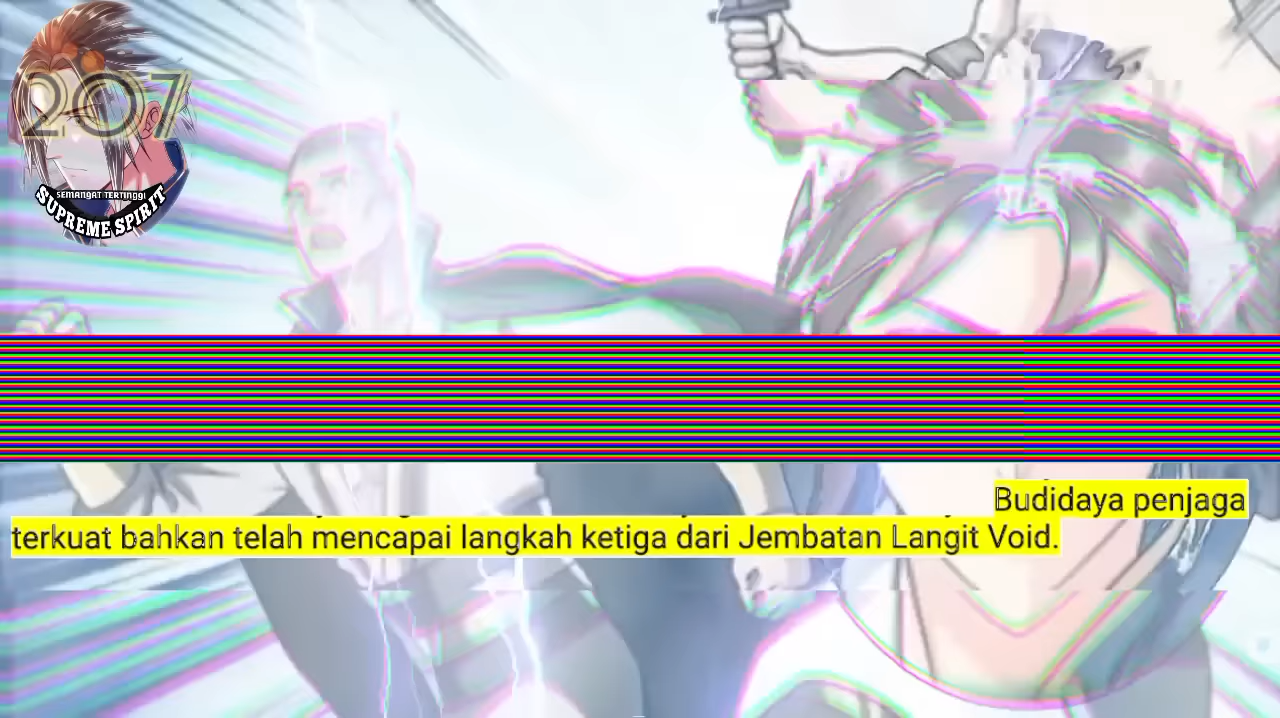 207
SEMANGAT TERTINGGI
SUPREME SPIRIT
Budidaya penjaga
terkuat bahkan telah mencapai langkah ketiga dari Jembatan Langit Void.